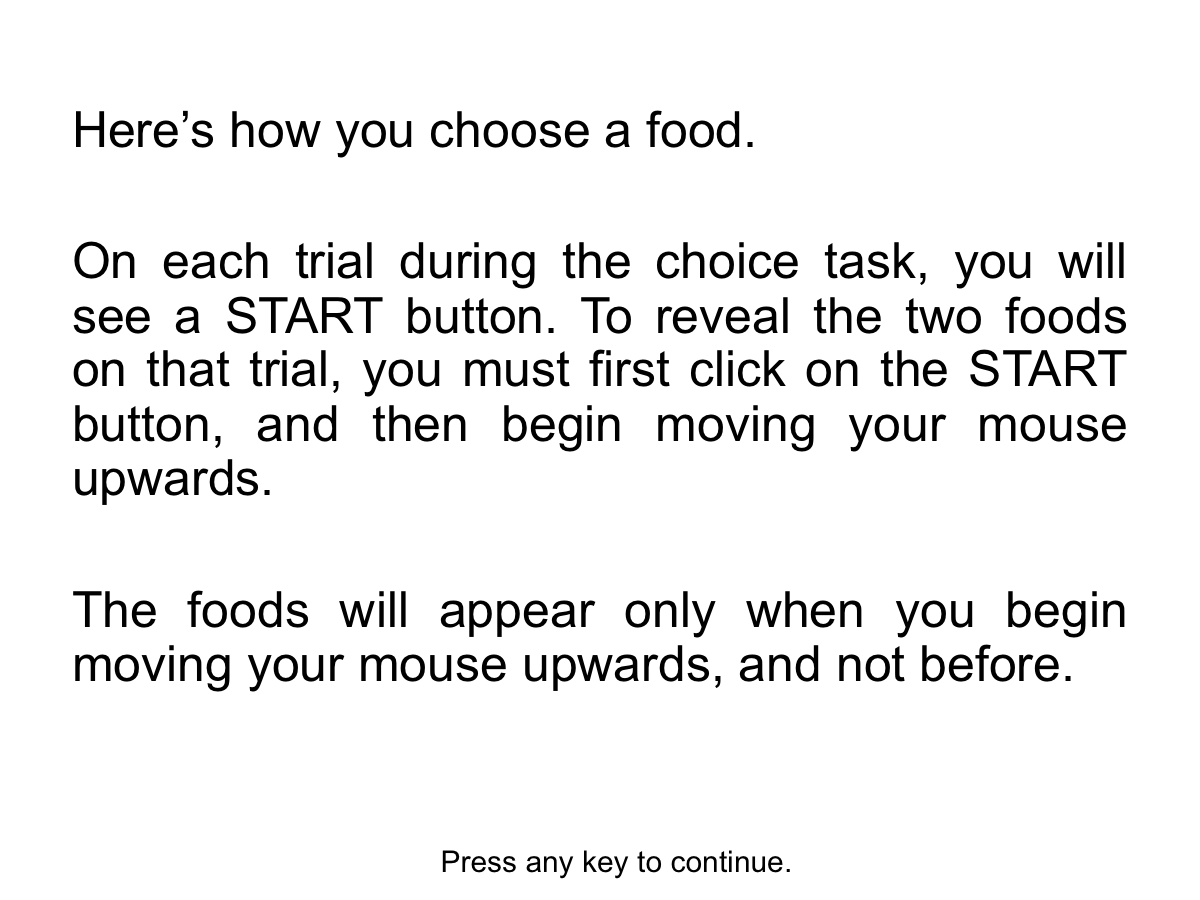 Here’s how you choose a food.
On each trial during the choice task, you will
see a START button. To reveal the two foods
on that trial, you must first click on the START
button, and then begin moving your mouse
upwards.
The foods will appear only when you begin
moving your mouse upwards, and not before.
Press any key to continue.